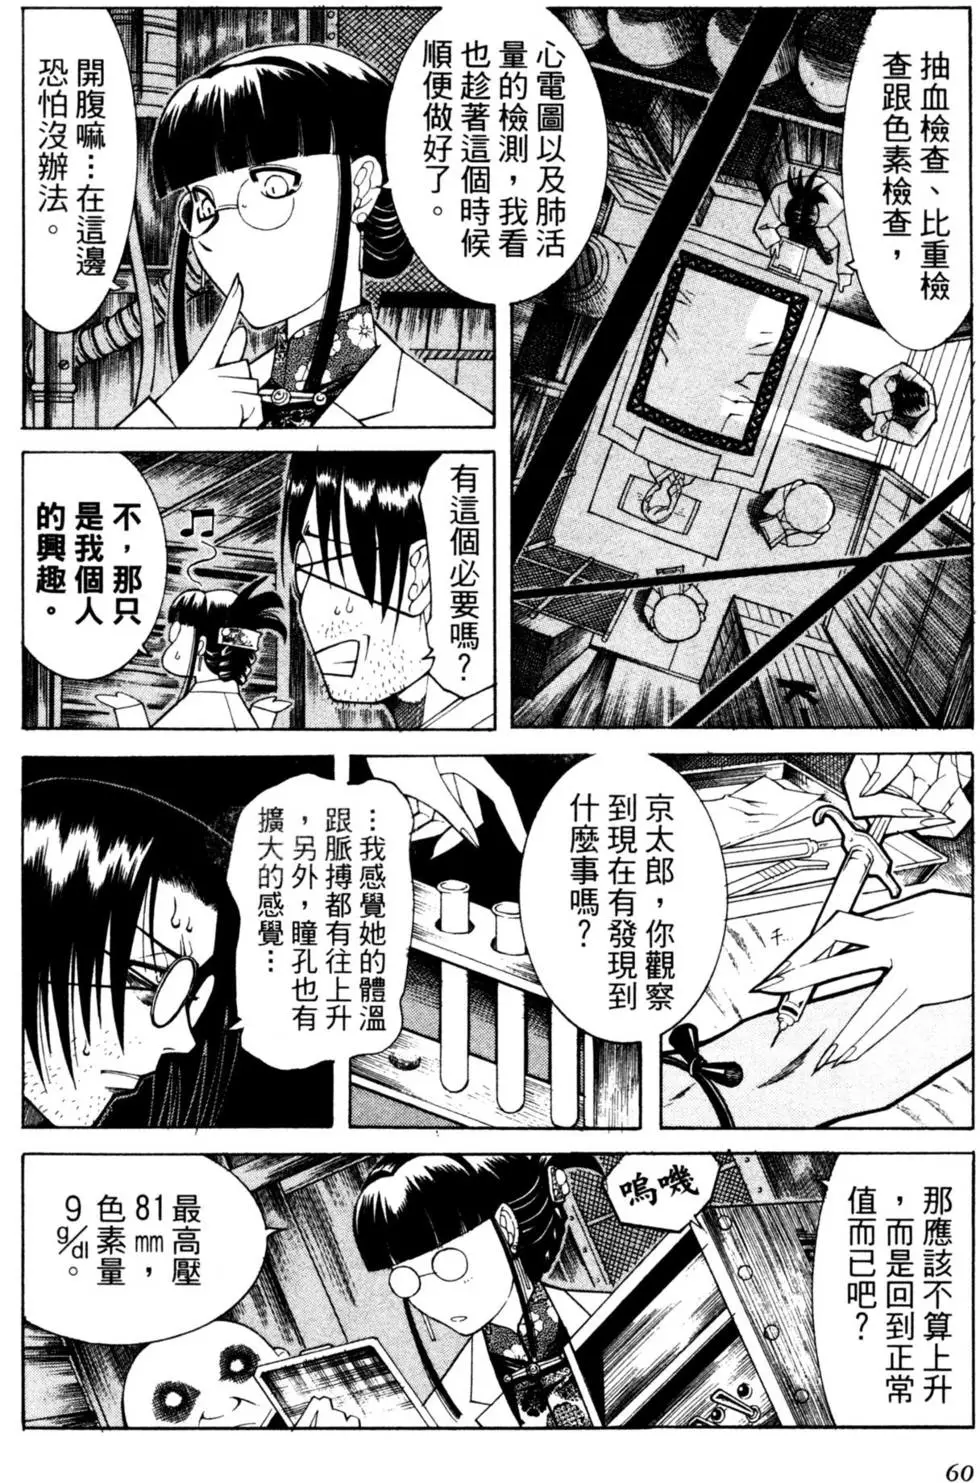 抽血檢查、比重檢
查跟色素檢查，
心電圖以及肺活
量的檢測，我看
也趁著這個時候
順便做好了。
開腹嘛…在這邊
恐怕沒辦法。
有這個必要嗎？
不，那只
是我個人
的興趣。
チ
京太郎，你觀察
到現在有發現到
什麼事嗎？
…我感覺她的體溫
跟脈搏都有往上升
，另外，瞳孔也有
擴大的感覺…
那應該不算上升
，而是回到正常
值而已吧？
嗚嘰
最高壓
81㎜，
色素量
9g/dl。
60